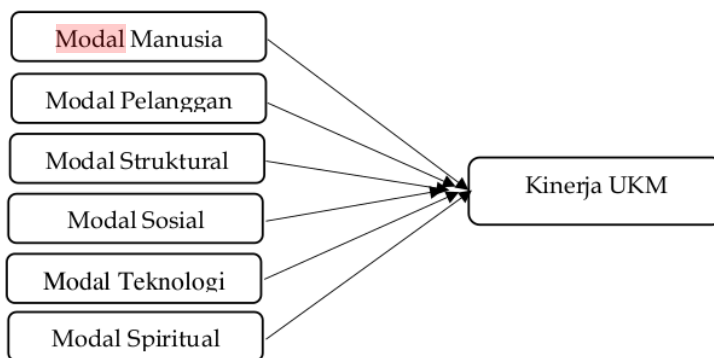 Modal Manusia
Modal Pelanggan
Modal Struktural
Modal Sosial
Modal Teknologi
Modal Spiritual
Kinerja UKM